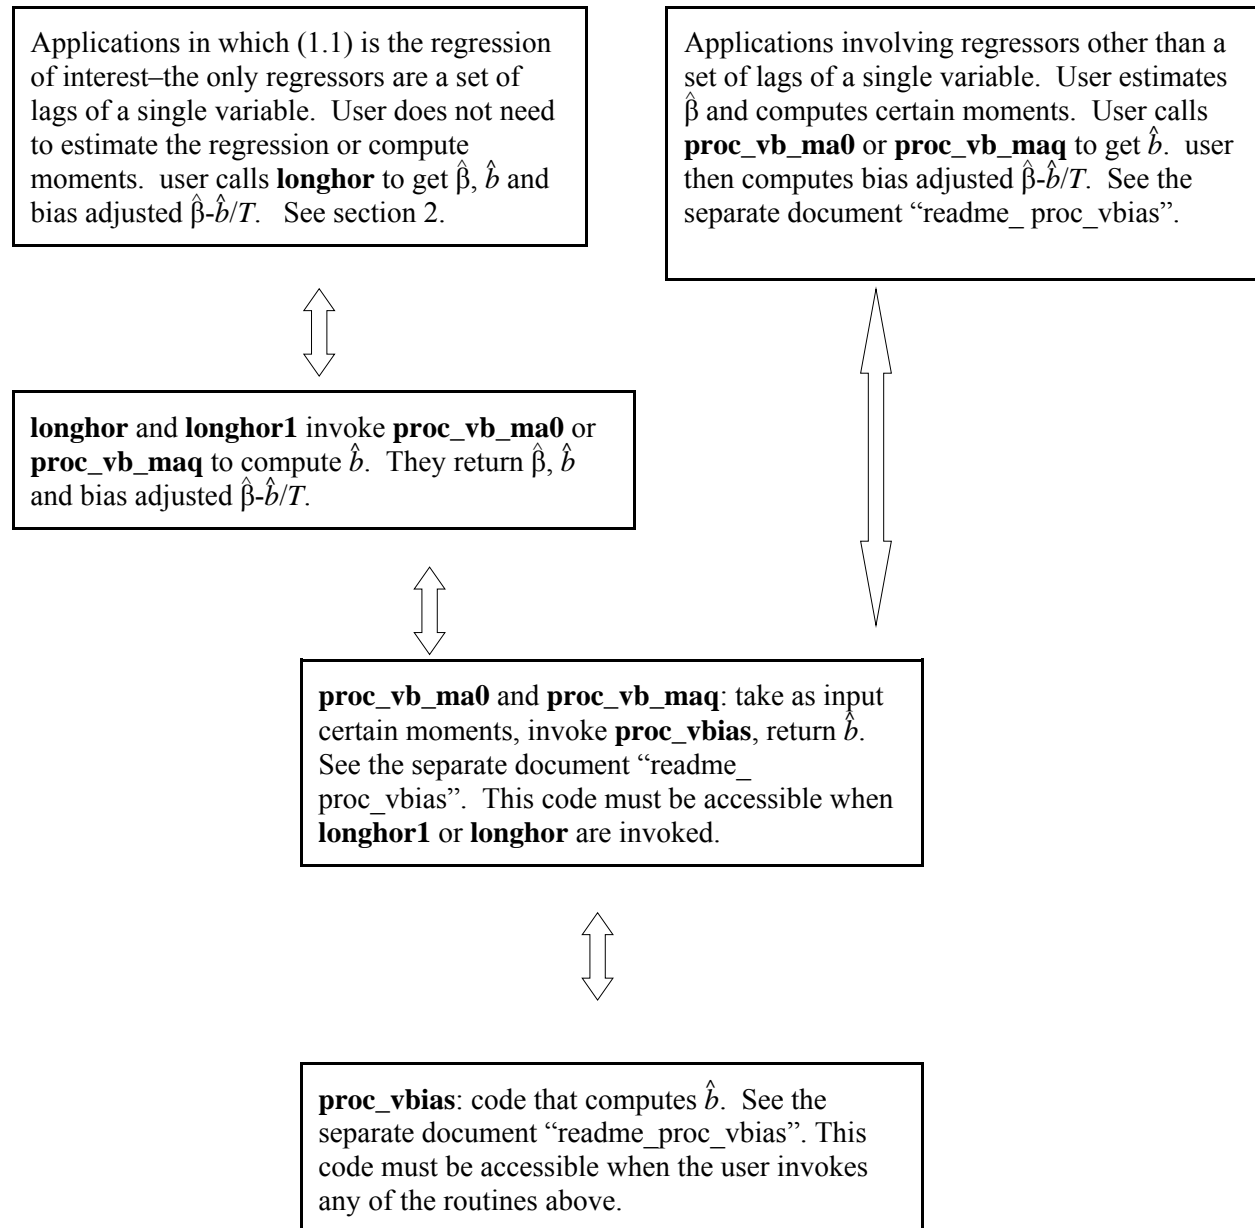 Applications in which (1.1) is the regression
of interest–the only regressors are a set of
lags of a single variable. User does not need
to estimate the regression or compute
moments. user calls longhor to get β̂, b̂ and
bias adjusted β̂-b̂/T. See section 2.
Applications involving regressors other than a
set of lags of a single variable. User estimates
β̂ and computes certain moments. User calls
proc_vb_ma0 or proc_vb_maq to get b̂. user
then computes bias adjusted β̂-b̂/T. See the
separate document “readme_ proc_vbias”.
longhor and longhor1 invoke proc_vb_ma0 or
proc_vb_maq to compute b̂. They return β̂, b̂
and bias adjusted β̂-b̂/T.
proc_vb_ma0 and proc_vb_maq: take as input
certain moments, invoke proc_vbias, return b̂.
See the separate document “readme_
proc_vbias”. This code must be accessible when
longhor1 or longhor are invoked.
proc_vbias: code that computes b̂. See the
separate document “readme_proc_vbias”. This
code must be accessible when the user invokes
any of the routines above.